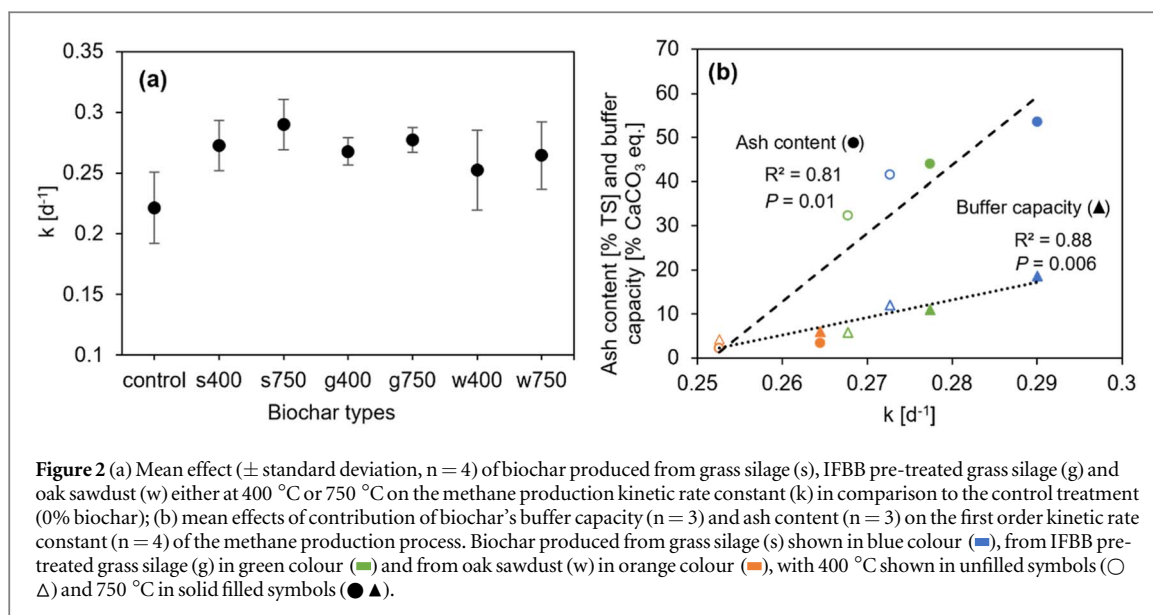 (a)
0.35
0.3
0.25
0.2
0.15
0.1
k [d⁻¹]
control s400 s750 g400 g750 w400 w750
Biochar types
(b)
70
60
50
40
30
20
10
0
Ash content [% TS] and buffer
capacity [% CaCO₃ eq.]
Ash content (●)
R² = 0.81
P = 0.01
Buffer capacity (▲)
R² = 0.88
P = 0.006
0.25 0.26 0.27 0.28 0.29 0.3
k [d⁻¹]
Figure 2 (a) Mean effect (± standard deviation, n = 4) of biochar produced from grass silage (s), IFBB pre-treated grass silage (g) and
oak sawdust (w) either at 400 °C or 750 °C on the methane production kinetic rate constant (k) in comparison to the control treatment
(0% biochar); (b) mean effects of contribution of biochar's buffer capacity (n = 3) and ash content (n = 3) on the first order kinetic rate
constant (n = 4) of the methane production process. Biochar produced from grass silage (s) shown in blue colour (▬), from IFBB pre-
treated grass silage (g) in green colour (▬) and from oak sawdust (w) in orange colour (▬), with 400 °C shown in unfilled symbols (○
△) and 750 °C in solid filled symbols (● ▲).